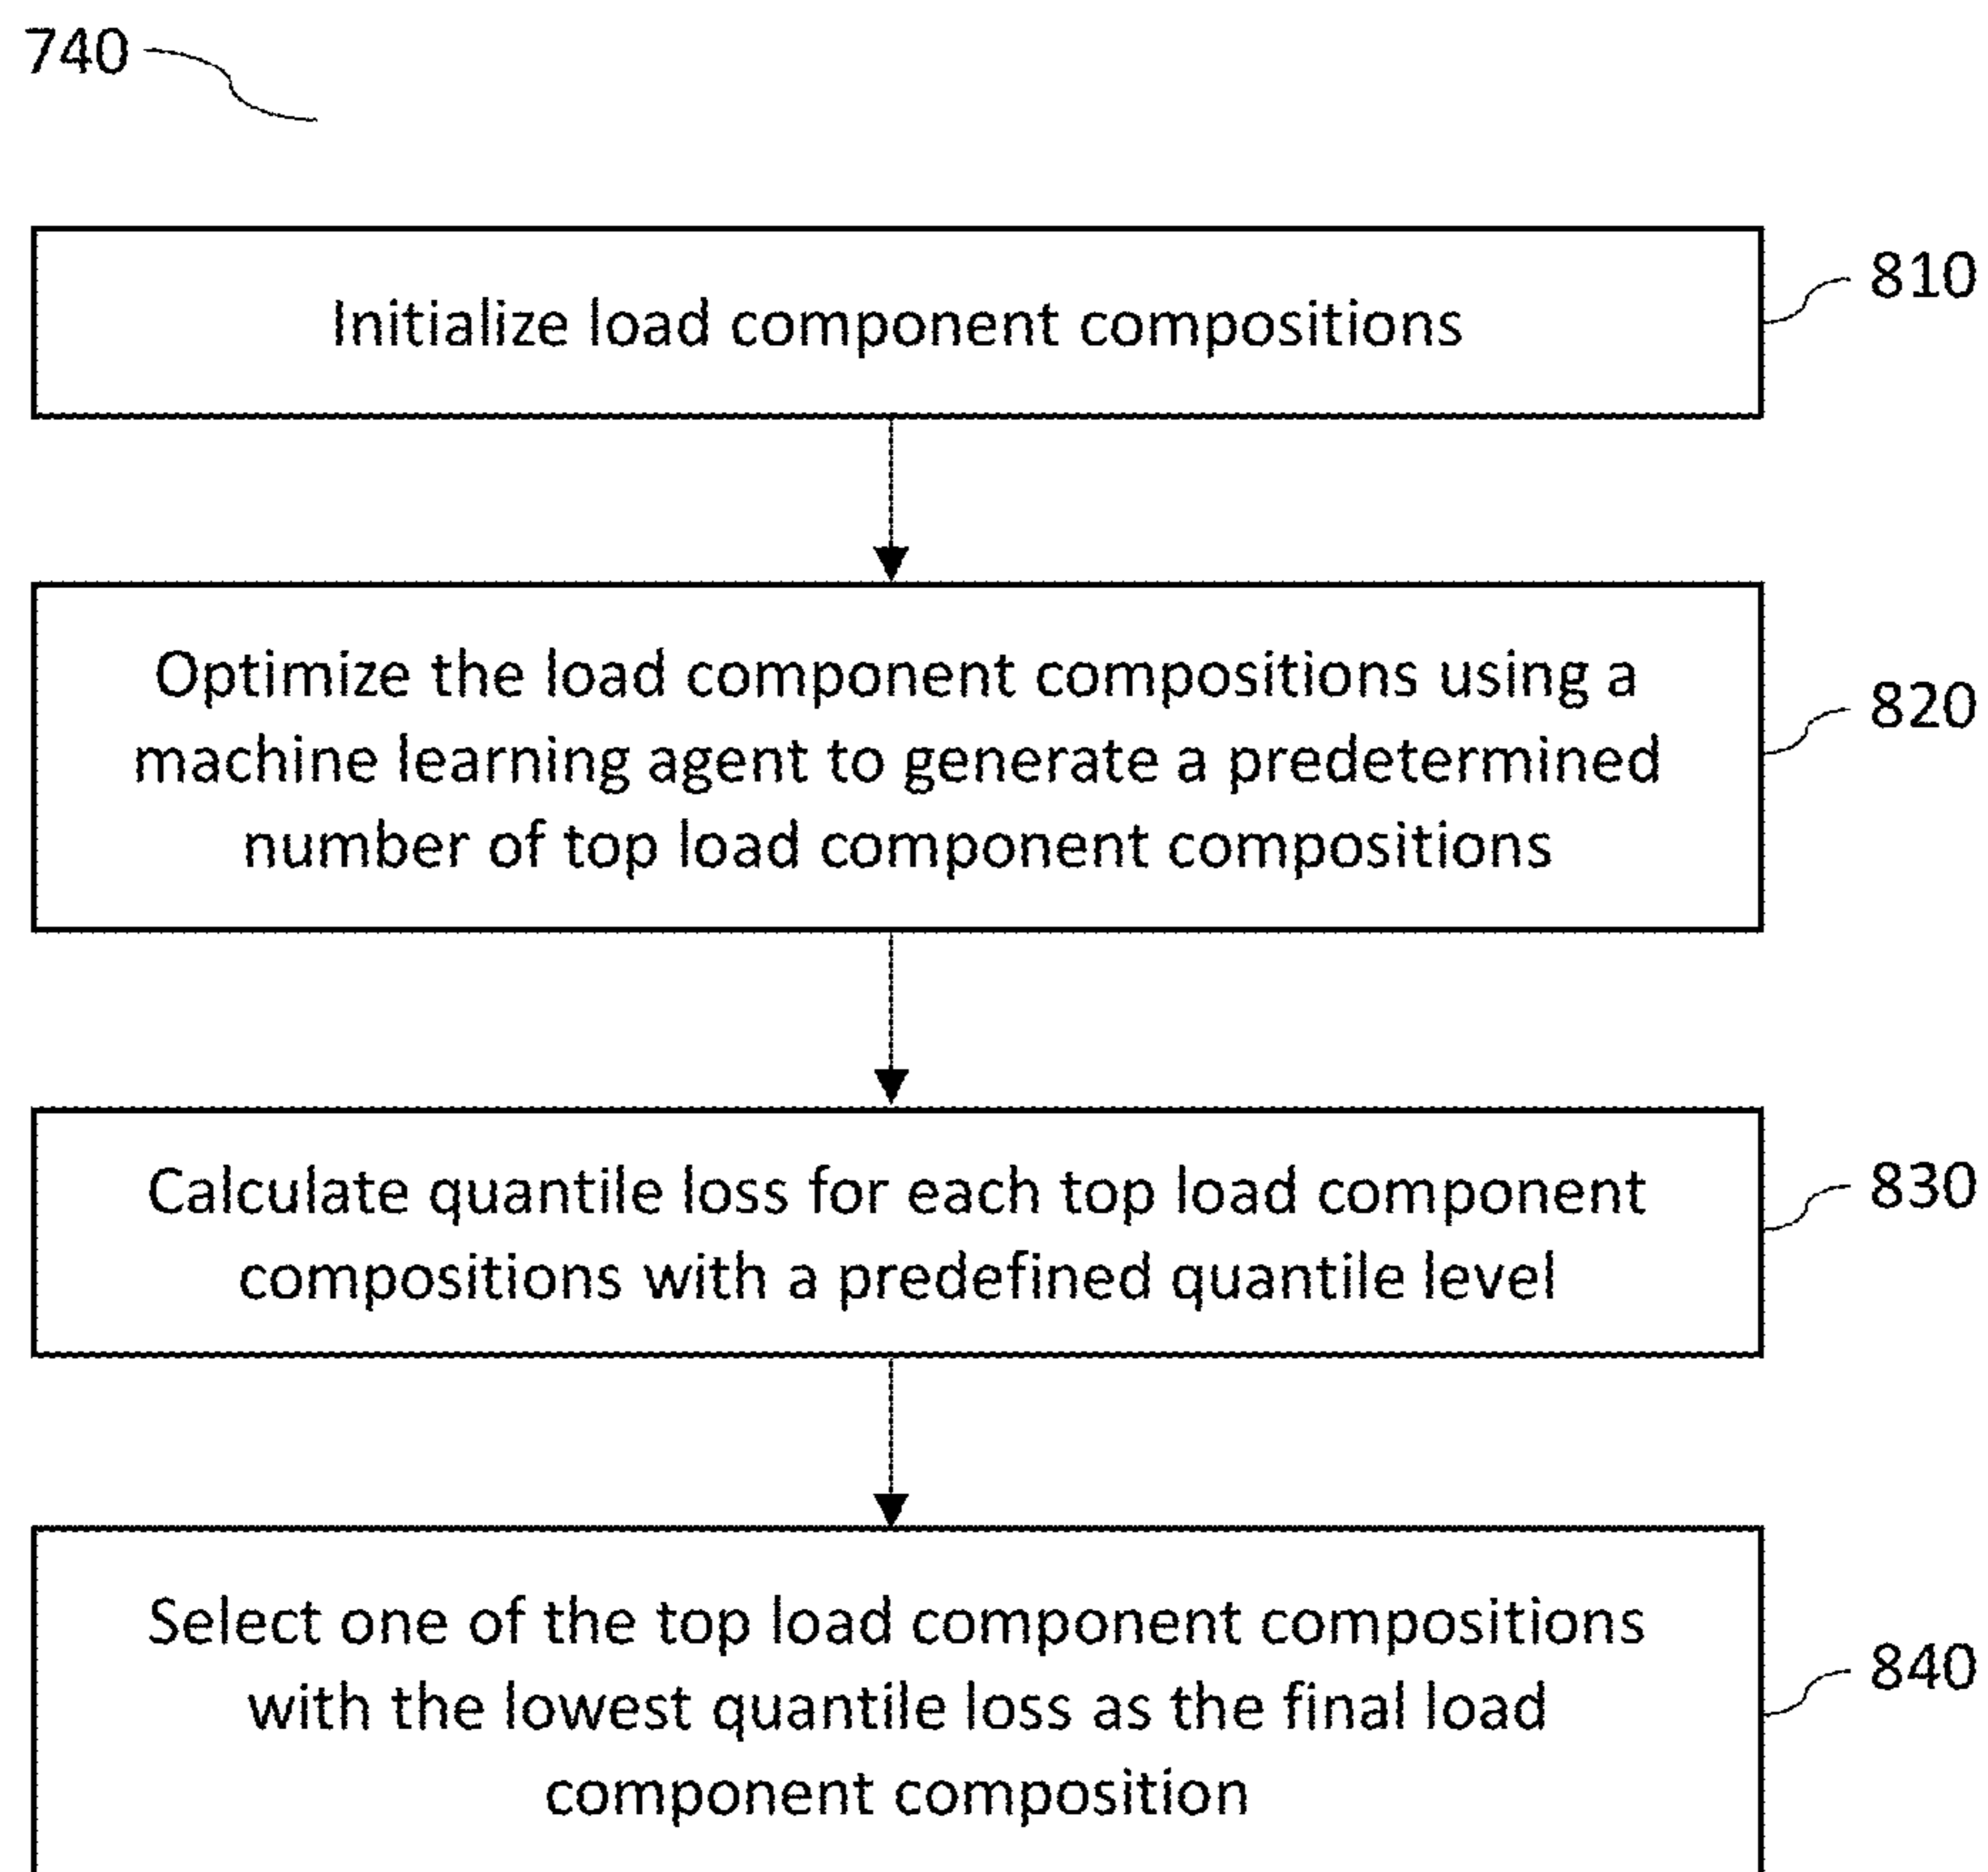 740
Initialize load component compositions
810
Optimize the load component compositions using a
machine learning agent to generate a predetermined
number of top load component compositions
820
Calculate quantile loss for each top load component
compositions with a predefined quantile level
830
Select one of the top load component compositions
with the lowest quantile loss as the final load
component composition
840